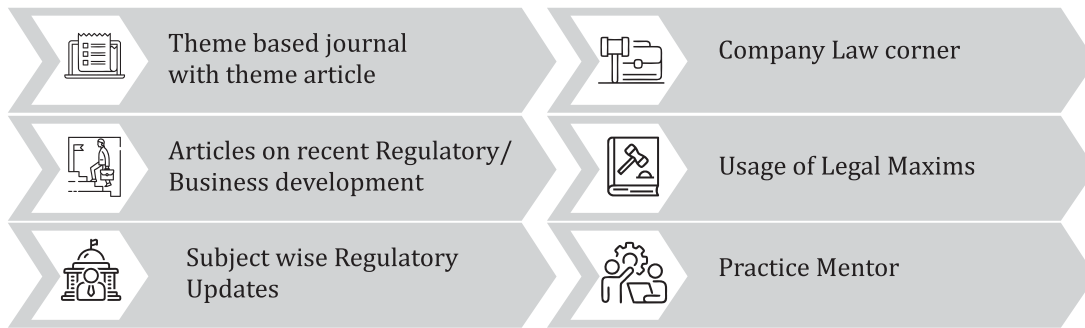 Theme based journal
with theme article
Articles on recent Regulatory/
Business development
Subject wise Regulatory
Updates
Company Law corner
Usage of Legal Maxims
Practice Mentor